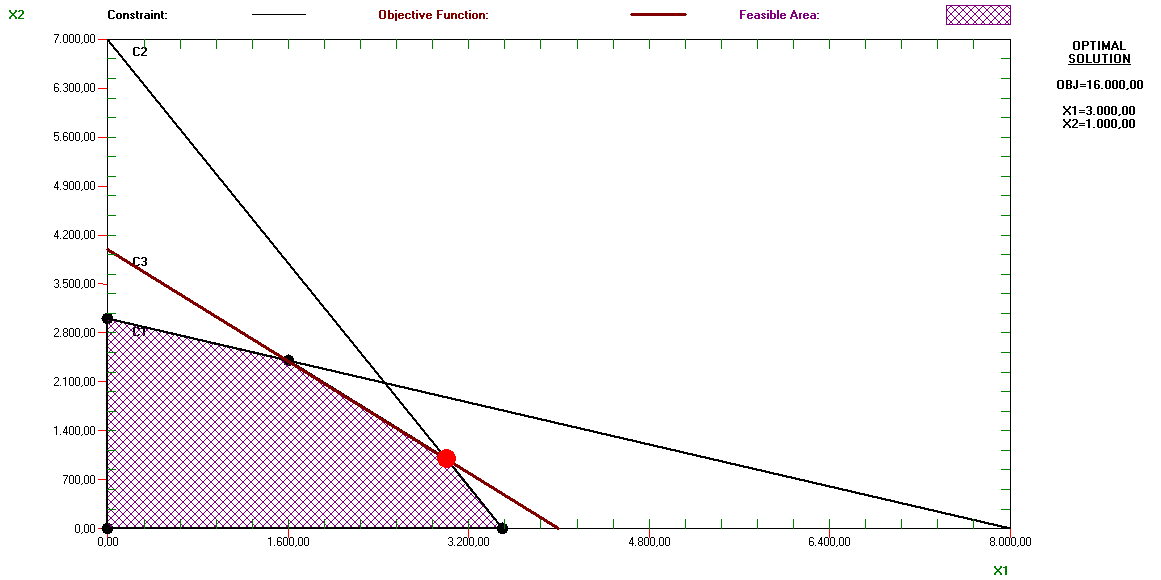 X2 Constraint: Objective Function: Feasible Area:
7.000,00
C2
OPTIMAL
SOLUTION
6.300,00
OBJ=16.000,00
X1=3.000,00
X2=1.000,00
5.600,00
4.900,00
4.200,00
C3
3.500,00
2.800,00
C1
2.100,00
1.400,00
700,00
0,00
0,00 1.600,00 3.200,00 4.800,00 6.400,00 8.000,00
X1